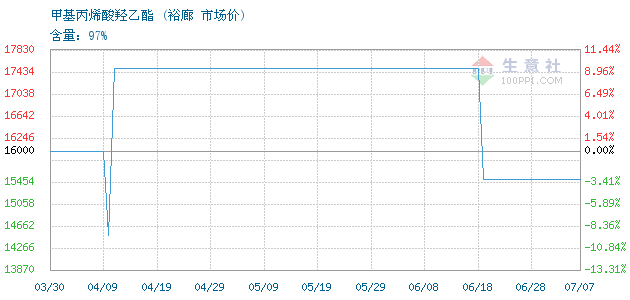 甲基丙烯酸羟乙酯 (裕廊 市场价)
含量: 97%
17830 11.44%
17434 8.96%
17038 6.49%
16642 4.01%
16246 1.54%
16000 0.00%
15454 -3.41%
15058 -5.89%
14662 -8.36%
14266 -10.84%
13870 -13.31%
生意社
100PPI.COM
03/30 04/09 04/19 04/29 05/09 05/19 05/29 06/08 06/18 06/28 07/07